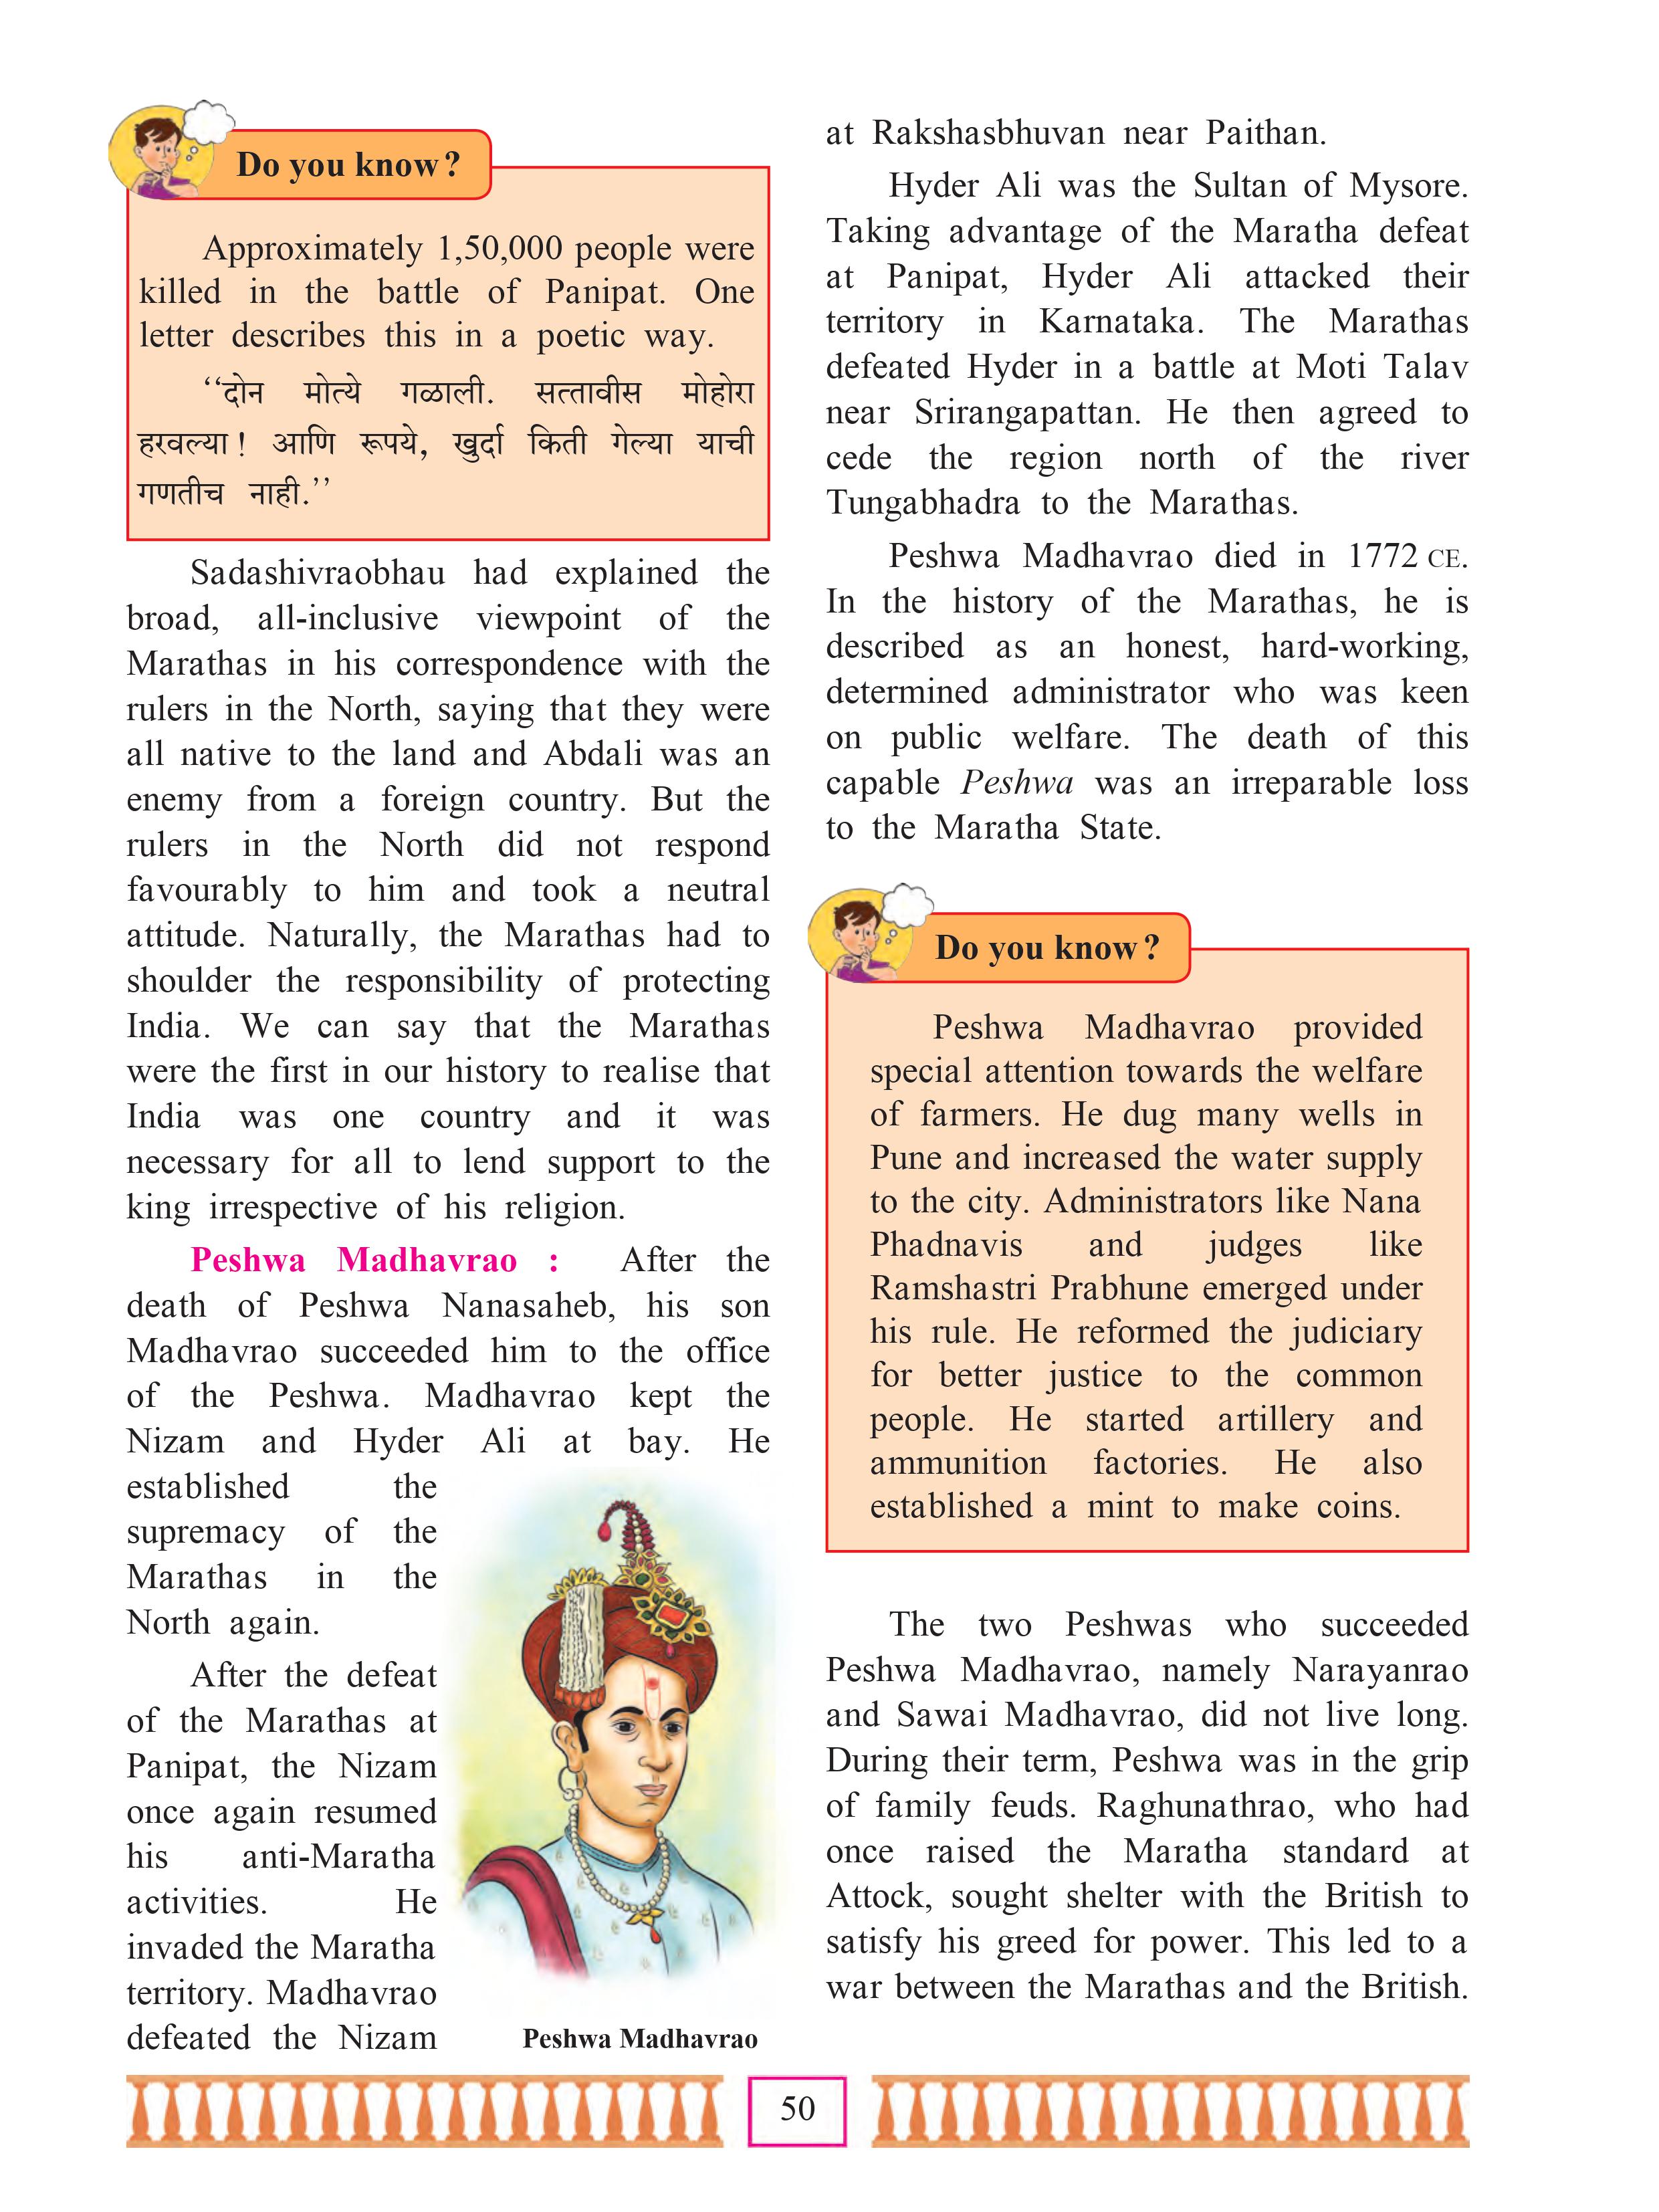 Do you know?
Approximately 1,50,000 people were
killed in the battle of Panipat. One
letter describes this in a poetic way.
‘‘दोन मोत्ये गळाली. सत्तावीस मोहोरा
हरवल्या! आणि रूपये, खुर्दा किती गेल्या याची
गणतीच नाही.’’
Sadashivraobhau had explained the
broad, all-inclusive viewpoint of the
Marathas in his correspondence with the
rulers in the North, saying that they were
all native to the land and Abdali was an
enemy from a foreign country. But the
rulers in the North did not respond
favourably to him and took a neutral
attitude. Naturally, the Marathas had to
shoulder the responsibility of protecting
India. We can say that the Marathas
were the first in our history to realise that
India was one country and it was
necessary for all to lend support to the
king irrespective of his religion.
Peshwa Madhavrao : After the
death of Peshwa Nanasaheb, his son
Madhavrao succeeded him to the office
of the Peshwa. Madhavrao kept the
Nizam and Hyder Ali at bay. He
established the
supremacy of the
Marathas in the
North again.
After the defeat
of the Marathas at
Panipat, the Nizam
once again resumed
his anti-Maratha
activities. He
invaded the Maratha
territory. Madhavrao
defeated the Nizam
Peshwa Madhavrao
at Rakshasbhuvan near Paithan.
Hyder Ali was the Sultan of Mysore.
Taking advantage of the Maratha defeat
at Panipat, Hyder Ali attacked their
territory in Karnataka. The Marathas
defeated Hyder in a battle at Moti Talav
near Srirangapattan. He then agreed to
cede the region north of the river
Tungabhadra to the Marathas.
Peshwa Madhavrao died in 1772 CE.
In the history of the Marathas, he is
described as an honest, hard-working,
determined administrator who was keen
on public welfare. The death of this
capable Peshwa was an irreparable loss
to the Maratha State.
Do you know?
Peshwa Madhavrao provided
special attention towards the welfare
of farmers. He dug many wells in
Pune and increased the water supply
to the city. Administrators like Nana
Phadnavis and judges like
Ramshastri Prabhune emerged under
his rule. He reformed the judiciary
for better justice to the common
people. He started artillery and
ammunition factories. He also
established a mint to make coins.
The two Peshwas who succeeded
Peshwa Madhavrao, namely Narayanrao
and Sawai Madhavrao, did not live long.
During their term, Peshwa was in the grip
of family feuds. Raghunathrao, who had
once raised the Maratha standard at
Attock, sought shelter with the British to
satisfy his greed for power. This led to a
war between the Marathas and the British.
50